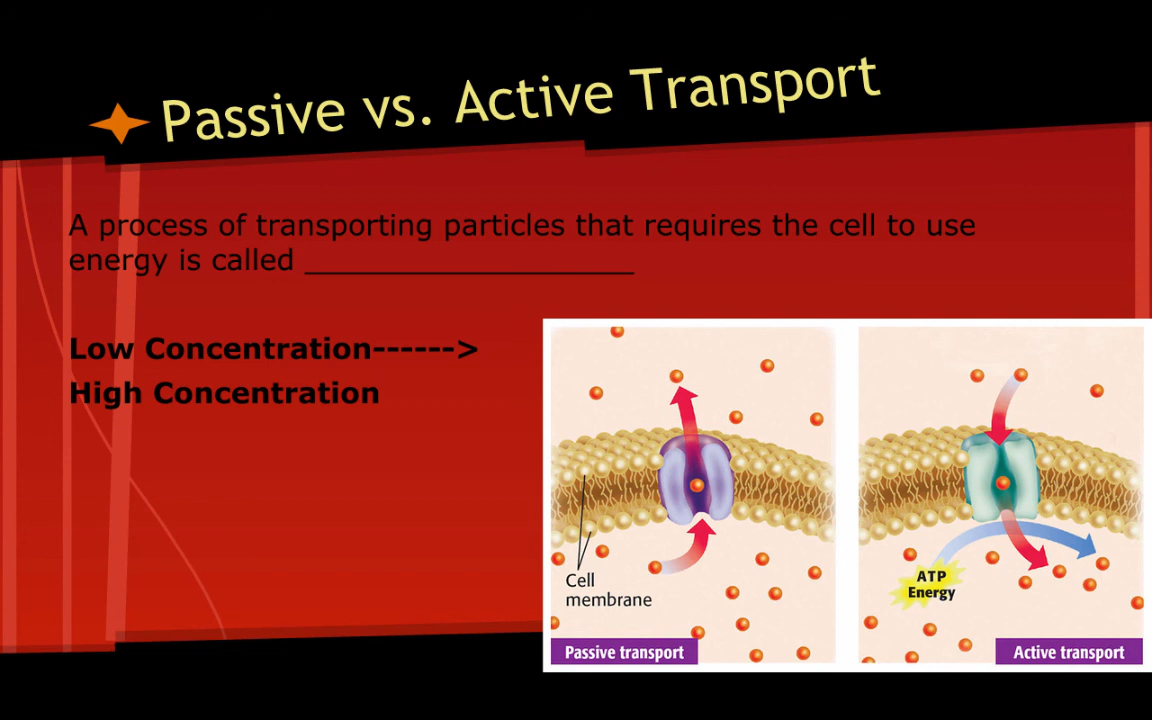 Passive vs. Active Transport
A process of transporting particles that requires the cell to use
energy is called ____________________
Low Concentration------>
High Concentration
Cell
membrane
Passive transport
ATP
Energy
Active transport